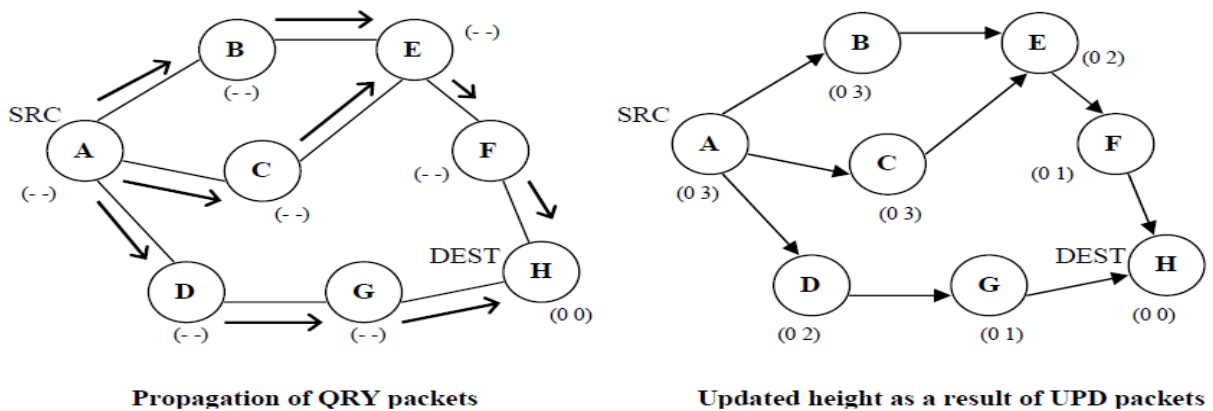 B
E
(- -)
(- -)
SRC
A
C
F
(- -)
(- -)
(- -)
DEST
H
D
G
(0 0)
(- -)
(- -)
Propagation of QRY packets
B
E
(0 2)
(0 3)
SRC
A
C
F
(0 1)
(0 3)
(0 3)
DEST
H
D
G
(0 0)
(0 2)
(0 1)
Updated height as a result of UPD packets